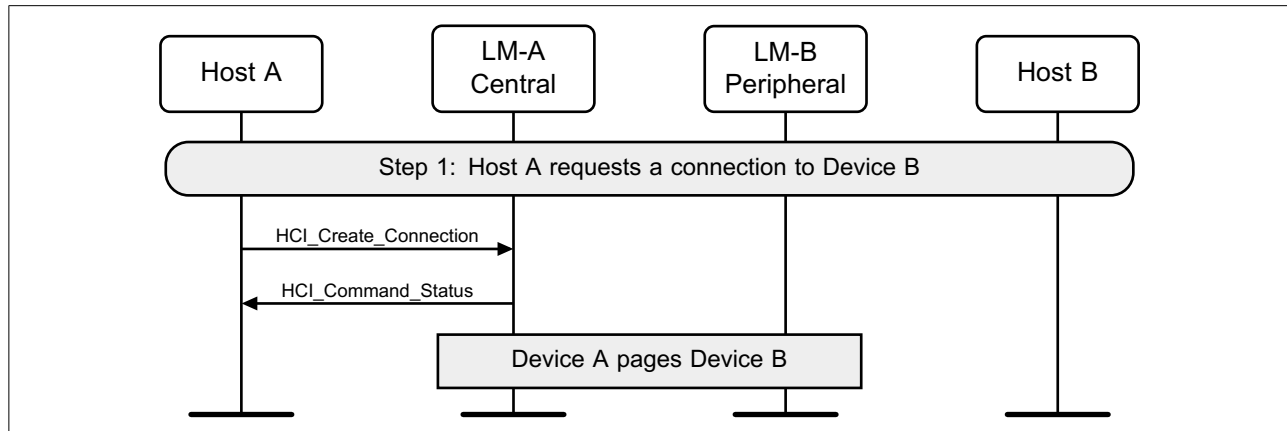 Host A
LM-A
Central
LM-B
Peripheral
Host B
Step 1: Host A requests a connection to Device B
HCI_Create_Connection
HCI_Command_Status
Device A pages Device B